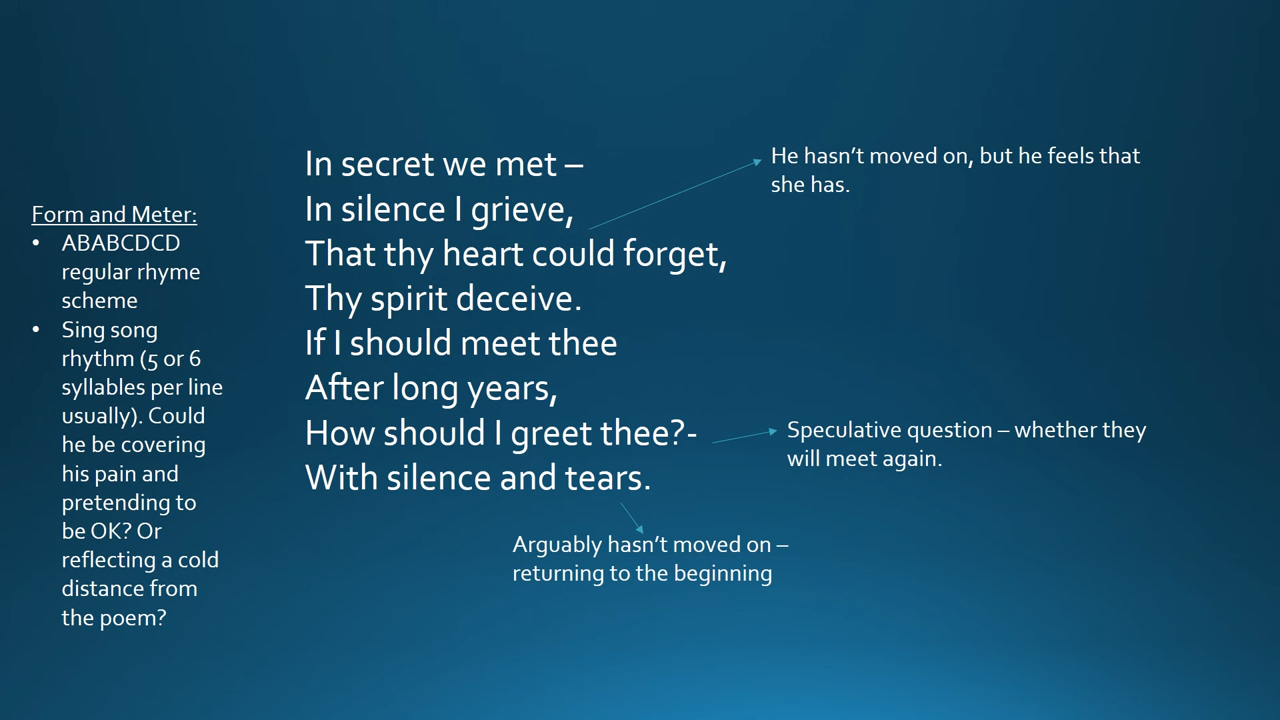 Form and Meter:
• ABABCDCD
regular rhyme
scheme
• Sing song
rhythm (5 or 6
syllables per line
usually). Could
he be covering
his pain and
pretending to
be OK? Or
reflecting a cold
distance from
the poem?
In secret we met –
In silence I grieve,
That thy heart could forget,
Thy spirit deceive.
If I should meet thee
After long years,
How should I greet thee?-
With silence and tears.
He hasn't moved on, but he feels that
she has.
Speculative question – whether they
will meet again.
Arguably hasn't moved on –
returning to the beginning